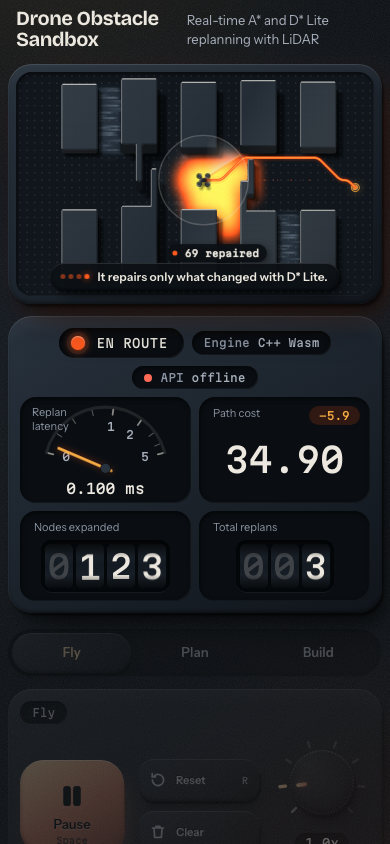 Drone Obstacle
Sandbox
Real-time A* and D* Lite
replanning with LiDAR
69 repaired
It repairs only what changed with D* Lite.
EN ROUTE
Engine C++ Wasm
API offline
Replan
latency
0
1
2
5
0.100 ms
Path cost
−5.9
34.90
Nodes expanded
0123
Total replans
003
Fly
Plan
Build
Fly
Pause
Space
Reset
R
Clear
1.0x